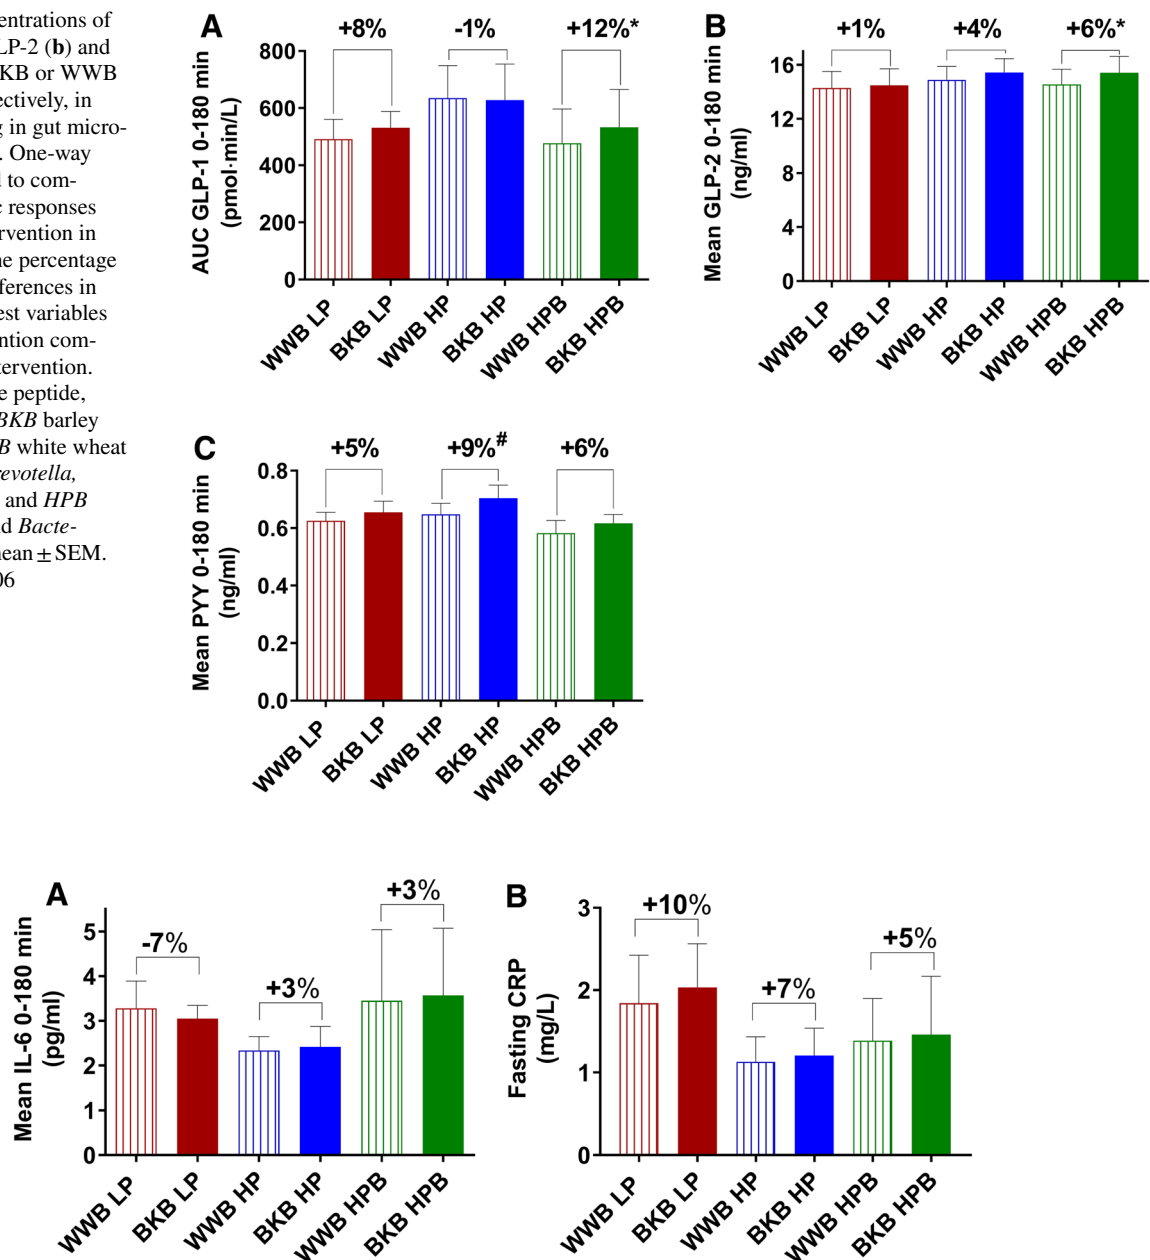 entrations of
LP-2 (b) and
KB or WWB
ectively, in
g in gut micro-
. One-way
d to com-
c responses
rvention in
ne percentage
fferences in
est variables
ention com-
tervention.
e peptide,
BKB barley
B white wheat
revotella,
and HPB
nd Bacte-
nean ± SEM.
06
A
+8%
-1%
+12%*
AUC GLP-1 0-180 min
(pmol·min/L)
800
600
400
200
0
WWB LP
BKB LP
WWB HP
BKB HP
WWB HPB
BKB HPB
B
+1%
+4%
+6%*
Mean GLP-2 0-180 min
(ng/ml)
16
12
8
4
0
WWB LP
BKB LP
WWB HP
BKB HP
WWB HPB
BKB HPB
C
+5%
+9%#
+6%
Mean PYY 0-180 min
(ng/ml)
0.8
0.6
0.4
0.2
0.0
WWB LP
BKB LP
WWB HP
BKB HP
WWB HPB
BKB HPB
A
-7%
+3%
+3%
Mean IL-6 0-180 min
(pg/ml)
5
4
3
2
1
0
WWB LP
BKB LP
WWB HP
BKB HP
WWB HPB
BKB HPB
B
+10%
+7%
+5%
Fasting CRP
(mg/L)
3
2
1
0
WWB LP
BKB LP
WWB HP
BKB HP
WWB HPB
BKB HPB